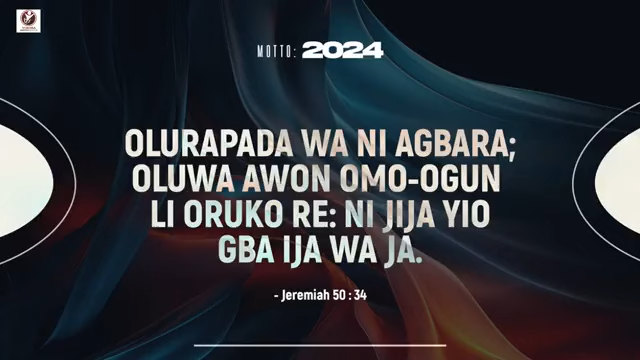 MOTTO: 2024
OLURAPADA WA NI AGBARA;
OLUWA AWON OMO-OGUN
LI ORUKO RE: NI JIJA YIO
GBA IJA WA JA.
- Jeremiah 50 : 34